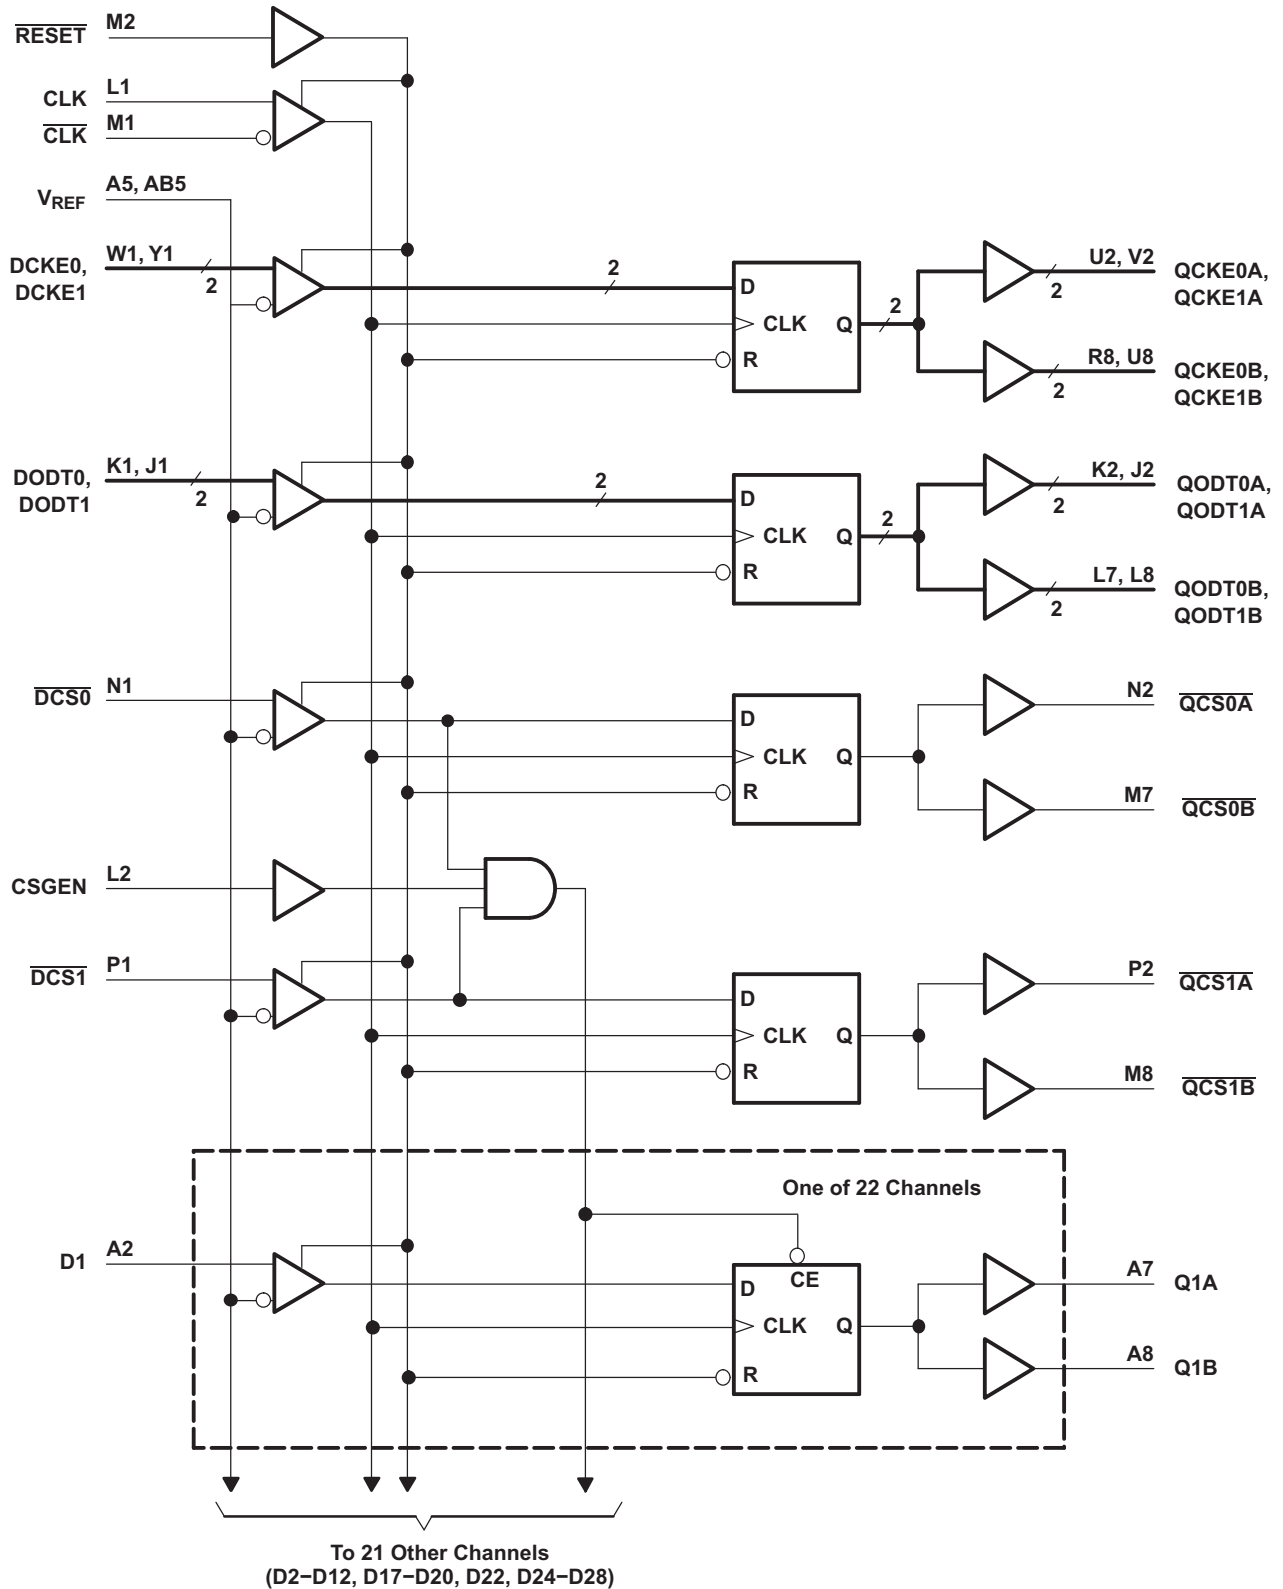 RESET M2
CLK L1
CLK M1
VREF A5, AB5
DCKE0, W1, Y1
DCKE1
2
2
D
CLK Q
R
2
U2, V2
2
QCKE0A,
QCKE1A
R8, U8
2
QCKE0B,
QCKE1B
DODT0, K1, J1
DODT1
2
2
D
CLK Q
R
2
K2, J2
2
QODT0A,
QODT1A
L7, L8
2
QODT0B,
QODT1B
DCS0 N1
D
CLK Q
R
N2 QCS0A
M7 QCS0B
CSGEN L2
DCS1 P1
D
CLK Q
R
P2 QCS1A
M8 QCS1B
One of 22 Channels
D1 A2
CE
D
CLK Q
R
A7 Q1A
A8 Q1B
To 21 Other Channels
(D2−D12, D17−D20, D22, D24−D28)